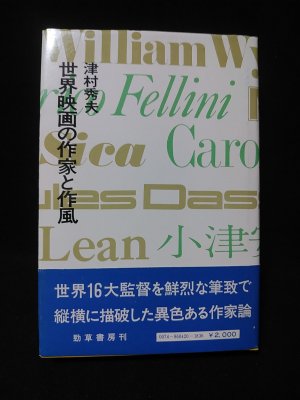 William Wy
津村秀夫
世界映画の作家と作風
Fellini
Sica Caro
ules Dass
Lean 小津安
世界16大監督を鮮烈な筆致で
縦横に描破した異色ある作家論
勁草書房刊
¥2,000